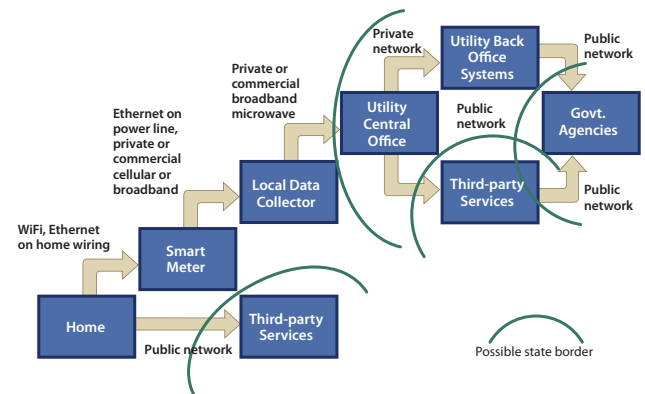 Private
network
Utility Back
Office
Systems
Public
network
Private or
commercial
broadband
microwave
Utility
Central
Office
Public
network
Govt.
Agencies
Ethernet on
power line,
private or
commercial
cellular or
broadband
Local Data
Collector
Third-party
Services
Public
network
WiFi, Ethernet
on home wiring
Smart
Meter
Home
Public network
Third-party
Services
Possible state border